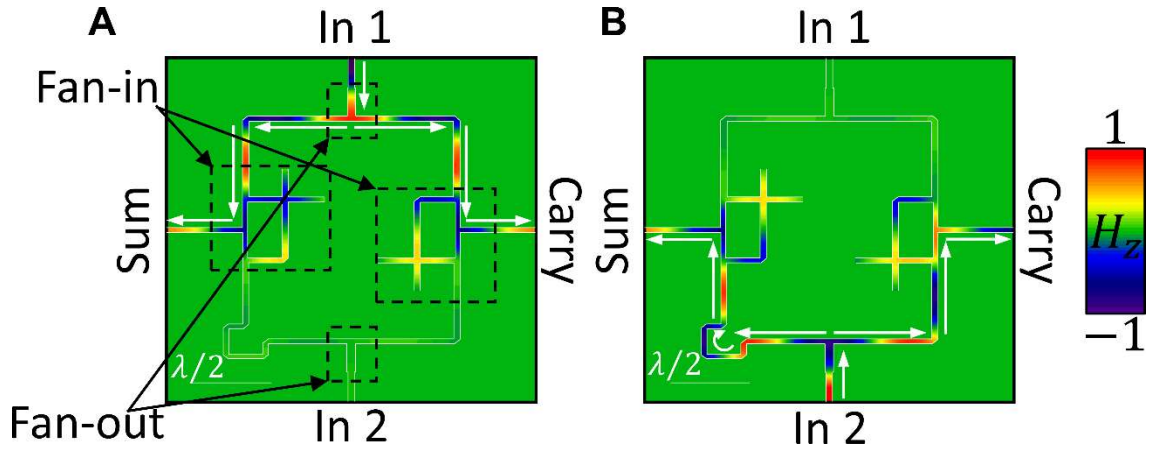 A
In 1
Fan-in
Sum
Carry
λ/2
Fan-out
In 2
B
In 1
Sum
Carry
λ/2
In 2
1
H_z
−1